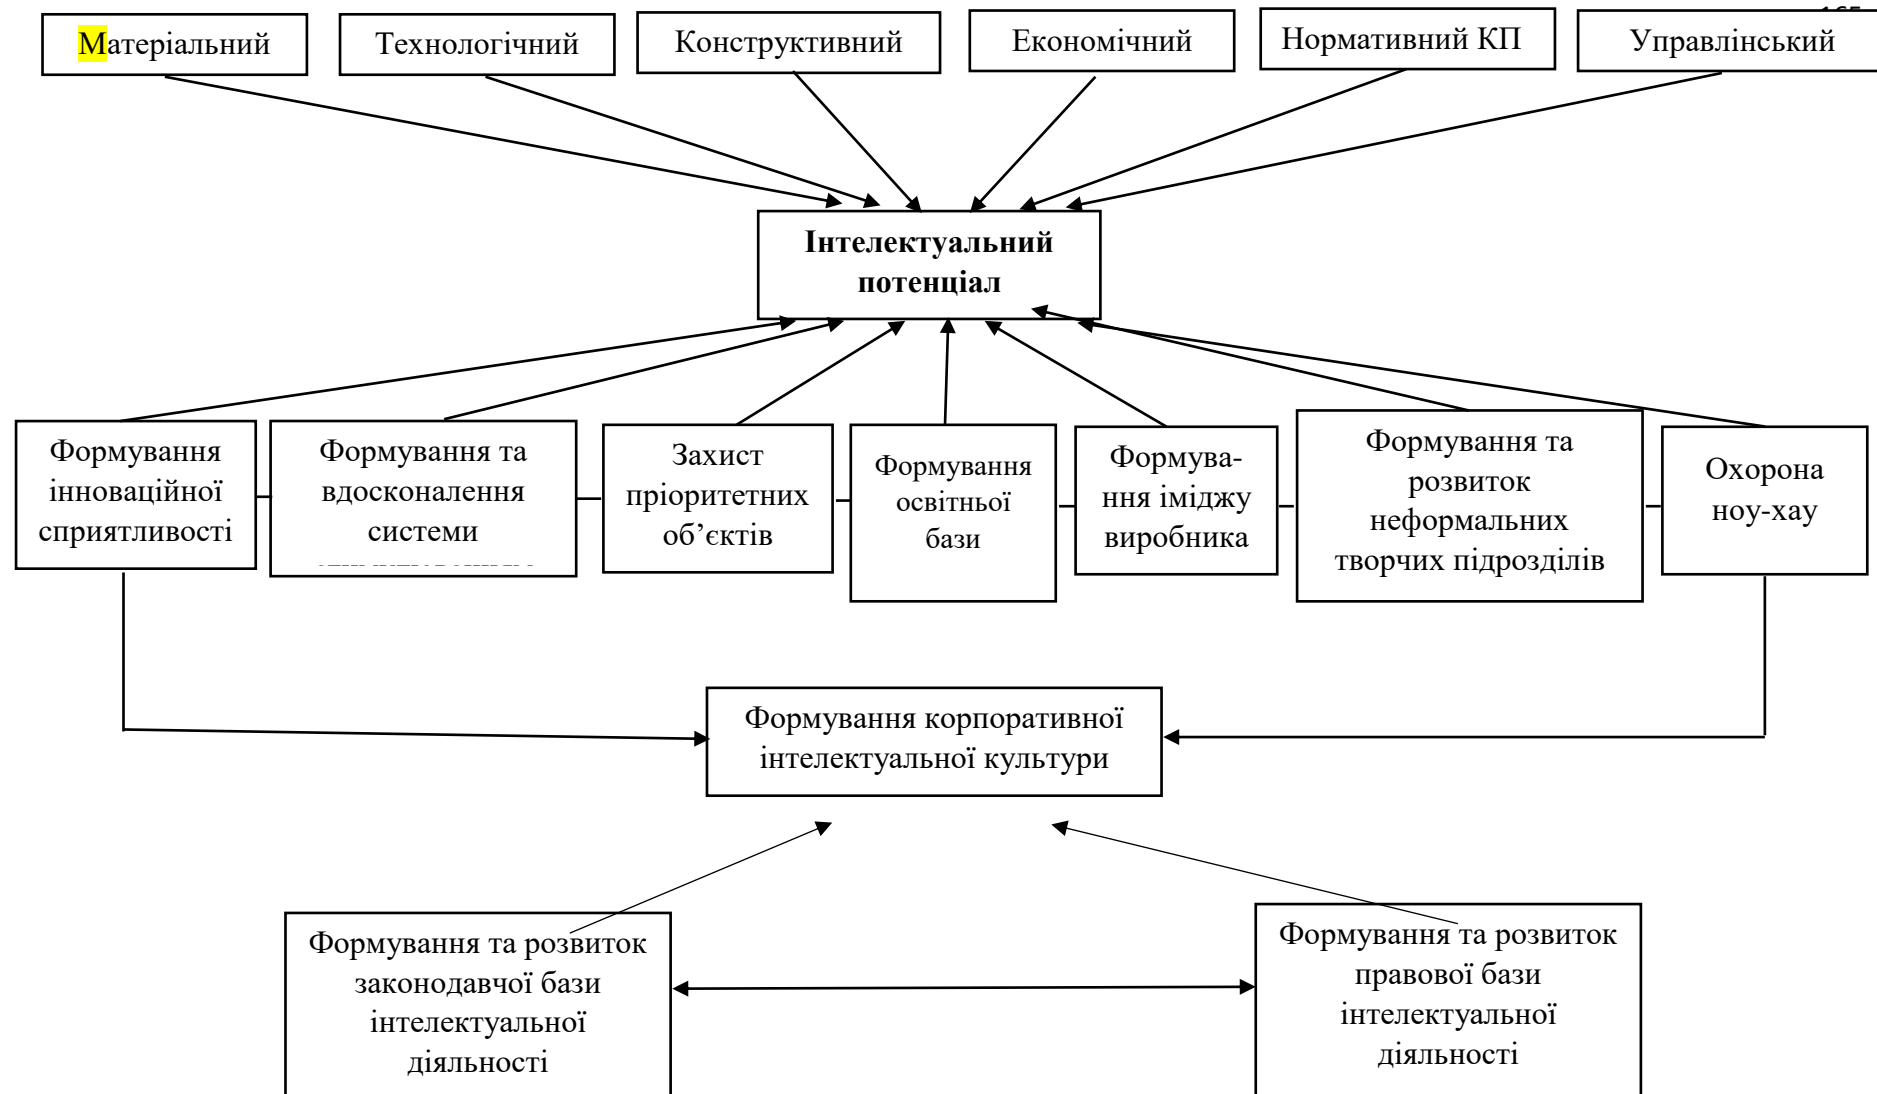 Матеріальний
Технологічний
Конструктивний
Економічний
Нормативний КП
Управлінський
Інтелектуальний
потенціал
Формування
інноваційної
сприятливості
Формування та
вдосконалення
системи
Захист
пріоритетних
об’єктів
Формування
освітньої
бази
Формува-
ння іміджу
виробника
Формування та
розвиток
неформальних
творчих підрозділів
Охорона
ноу-хау
Формування корпоративної
інтелектуальної культури
Формування та розвиток
законодавчої бази
інтелектуальної
діяльності
Формування та розвиток
правової бази
інтелектуальної
діяльності